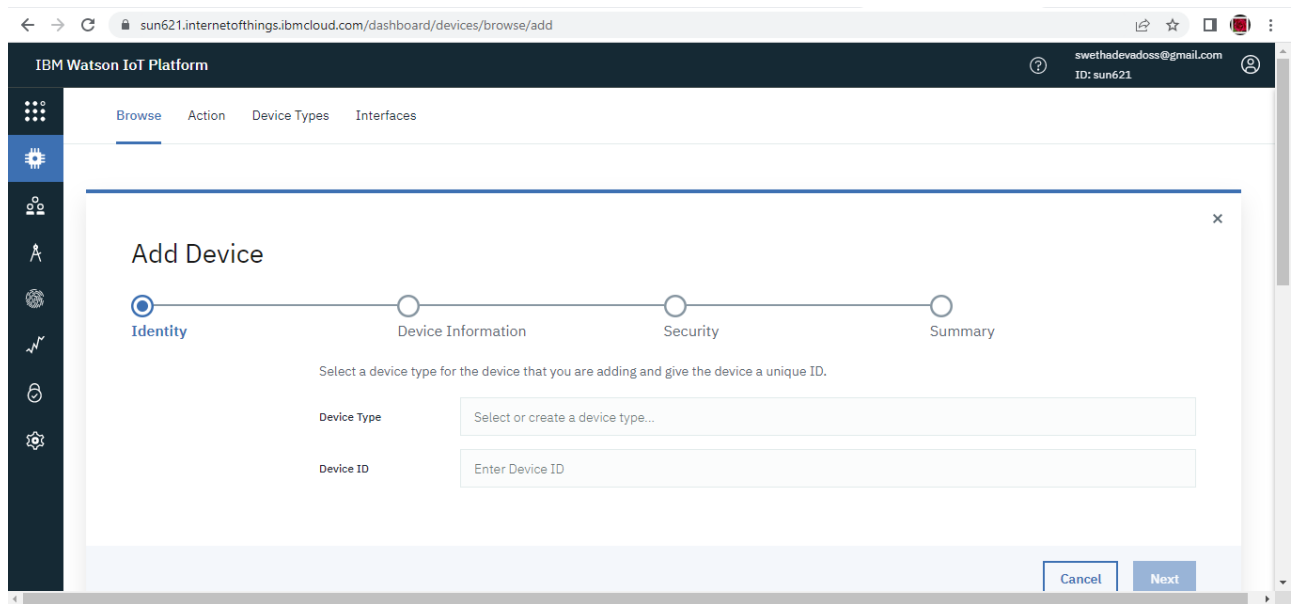 sun621.internetofthings.ibmcloud.com/dashboard/devices/browse/add
IBM Watson IoT Platform
swethadevadoss@gmail.com
ID: sun621
Browse Action Device Types Interfaces
Add Device
Identity Device Information Security Summary
Select a device type for the device that you are adding and give the device a unique ID.
Device Type Select or create a device type...
Device ID Enter Device ID
Cancel Next